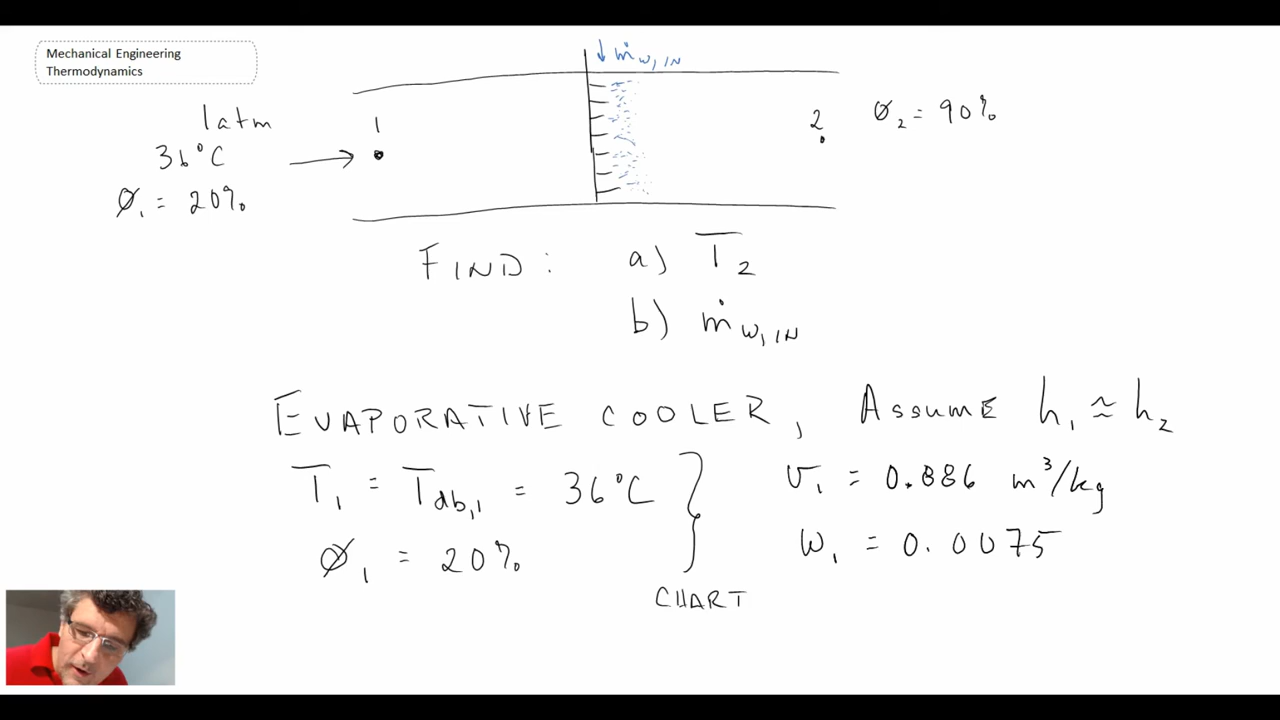 Mechanical Engineering
Thermodynamics
ṁw,IN
1atm
36°C
Ø1 = 20%
1
2
Ø2 = 90%
FIND: a) T2
b) ṁw,IN
EVAPORATIVE COOLER, ASSUME h1 ≈ h2
T1 = Tdb,1 = 36°C
Ø1 = 20%
v1 = 0.886 m³/kg
ω1 = 0.0075
CHART